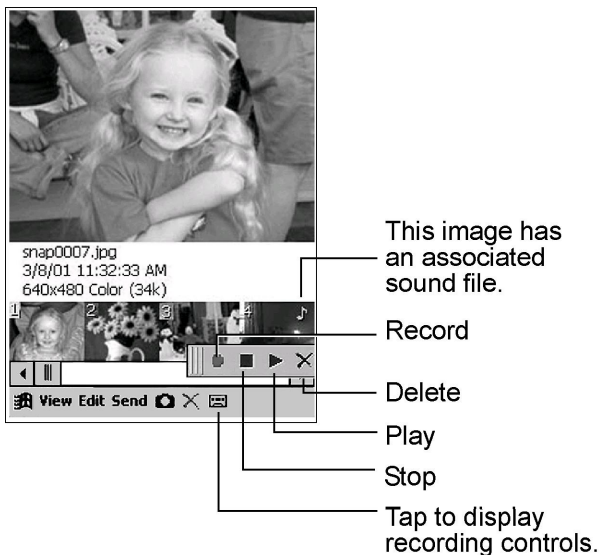 snap0007.jpg
3/8/01 11:32:33 AM
640x480 Color (34k)
1 2 3 4
View Edit Send
This image has
an associated
sound file.
Record
Delete
Play
Stop
Tap to display
recording controls.